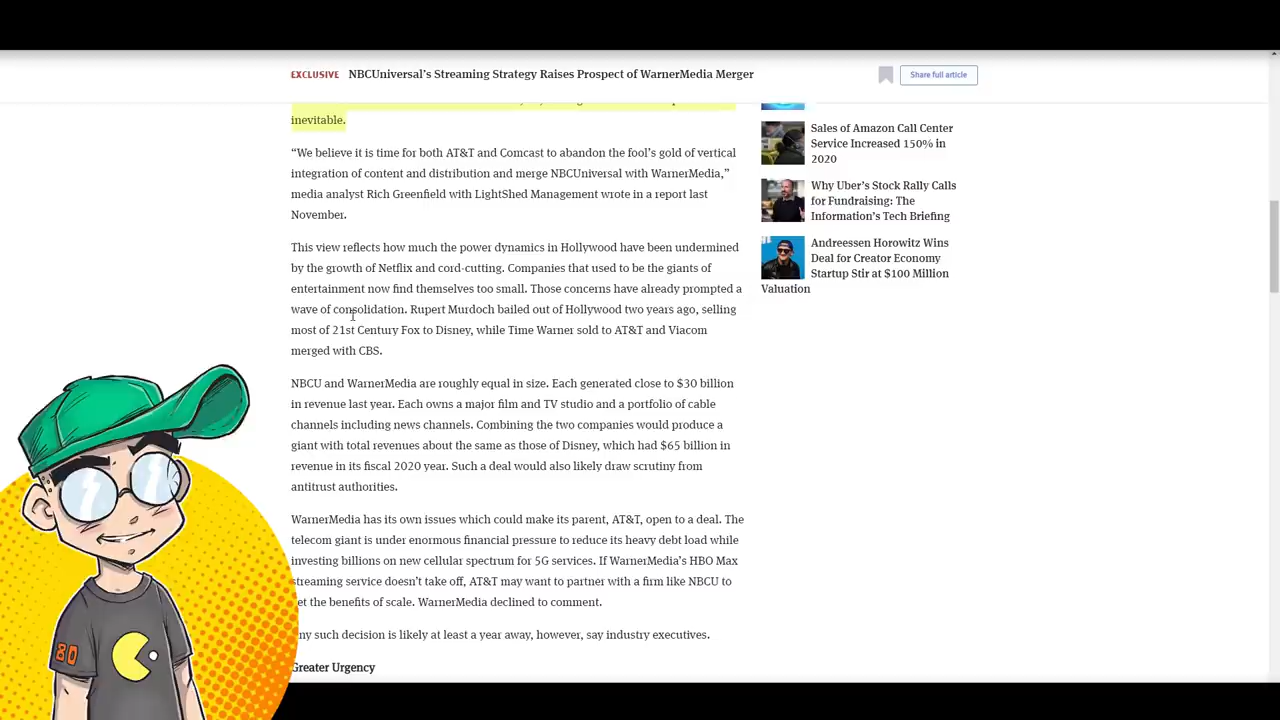 EXCLUSIVE NBCUniversal's Streaming Strategy Raises Prospect of WarnerMedia Merger
Share full article
inevitable.
“We believe it is time for both AT&T and Comcast to abandon the fool’s gold of vertical
integration of content and distribution and merge NBCUniversal with WarnerMedia,”
media analyst Rich Greenfield with LightShed Management wrote in a report last
November.
This view reflects how much the power dynamics in Hollywood have been undermined
by the growth of Netflix and cord-cutting. Companies that used to be the giants of
entertainment now find themselves too small. Those concerns have already prompted a
wave of consolidation. Rupert Murdoch bailed out of Hollywood two years ago, selling
most of 21st Century Fox to Disney, while Time Warner sold to AT&T and Viacom
merged with CBS.
NBCU and WarnerMedia are roughly equal in size. Each generated close to $30 billion
in revenue last year. Each owns a major film and TV studio and a portfolio of cable
channels including news channels. Combining the two companies would produce a
giant with total revenues about the same as those of Disney, which had $65 billion in
revenue in its fiscal 2020 year. Such a deal would also likely draw scrutiny from
antitrust authorities.
WarnerMedia has its own issues which could make its parent, AT&T, open to a deal. The
telecom giant is under enormous financial pressure to reduce its heavy debt load while
investing billions on new cellular spectrum for 5G services. If WarnerMedia’s HBO Max
streaming service doesn’t take off, AT&T may want to partner with a firm like NBCU to
et the benefits of scale. WarnerMedia declined to comment.
ny such decision is likely at least a year away, however, say industry executives.
Greater Urgency
Sales of Amazon Call Center
Service Increased 150% in
2020
Why Uber’s Stock Rally Calls
for Fundraising: The
Information’s Tech Briefing
Andreessen Horowitz Wins
Deal for Creator Economy
Startup Stir at $100 Million
Valuation
80